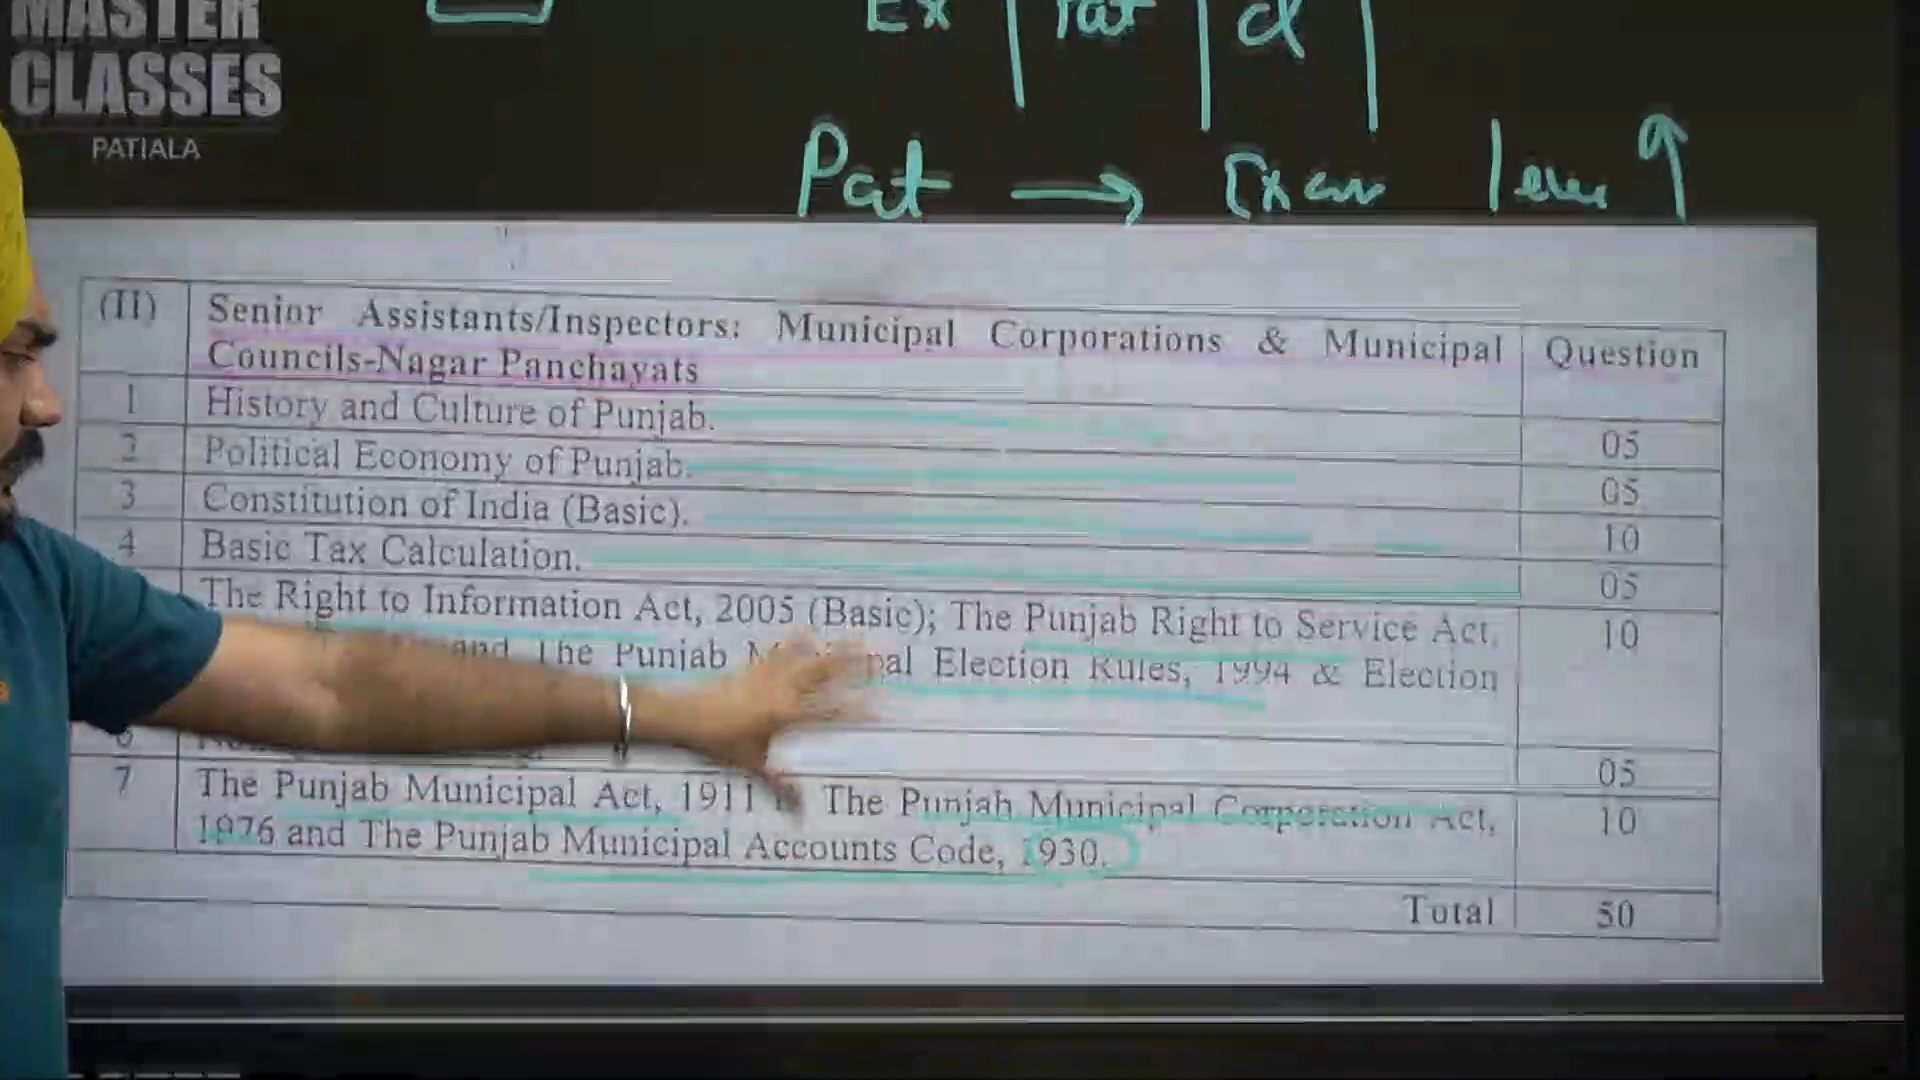 MASTER
CLASSES
PATIALA
Ex Pat
Pat → Exam level ↑
(II) Senior Assistants/Inspectors: Municipal Corporations & Municipal Question
Councils-Nagar Panchayats
1 History and Culture of Punjab. 05
2 Political Economy of Punjab. 05
3 Constitution of India (Basic). 10
4 Basic Tax Calculation. 05
The Right to Information Act, 2005 (Basic); The Punjab Right to Service Act, 10
and The Punjab Election Rules, 1994 & Election
6 05
7 The Punjab Municipal Act, 1911 The Punjab Municipal Corporation Act, 10
1976 and The Punjab Municipal Accounts Code, 1930.
Total 50